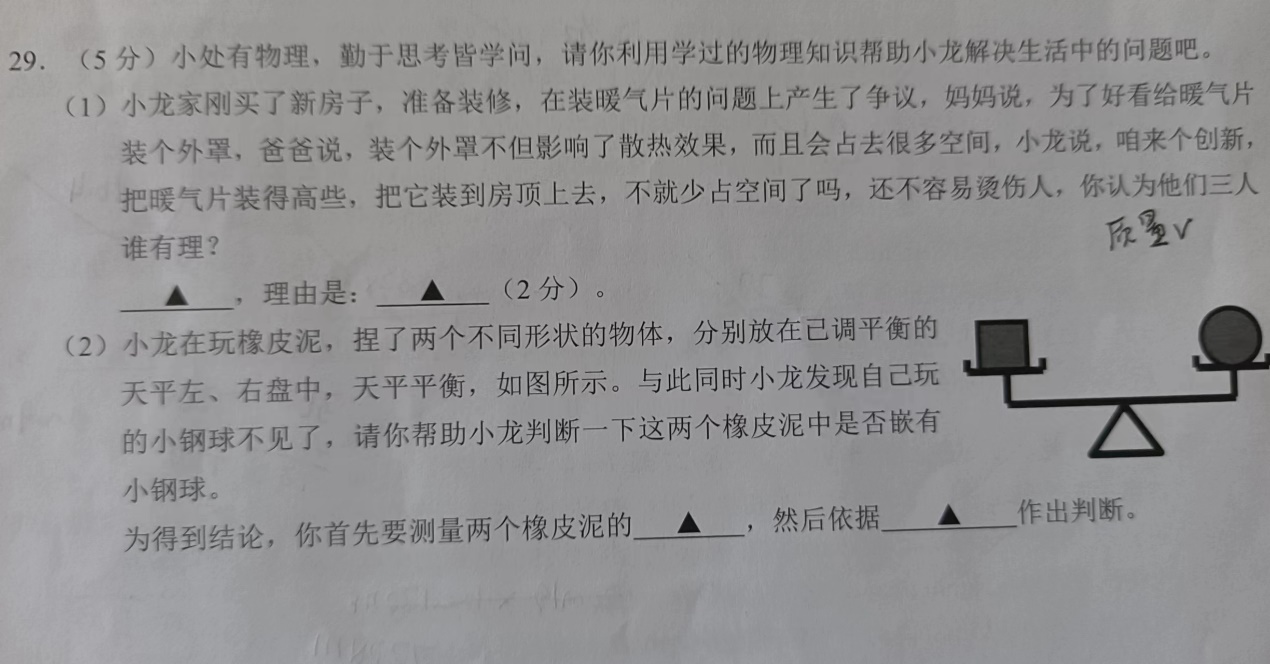 29. （5 分）小处有物理，勤于思考皆学问，请你利用学过的物理知识帮助小龙解决生活中的问题吧。
（1）小龙家刚买了新房子，准备装修，在装暖气片的问题上产生了争议，妈妈说，为了好看给暖气片
装个外罩，爸爸说，装个外罩不但影响了散热效果，而且会占去很多空间，小龙说，咱来个创新，
把暖气片装得高些，把它装到房顶上去，不就少占空间了吗，还不容易烫伤人，你认为他们三人
质量√
谁有理？
▲，理由是：▲（2 分）。
（2）小龙在玩橡皮泥，捏了两个不同形状的物体，分别放在已调平衡的
天平左、右盘中，天平平衡，如图所示。与此同时小龙发现自己玩
的小钢球不见了，请你帮助小龙判断一下这两个橡皮泥中是否嵌有
小钢球。
为得到结论，你首先要测量两个橡皮泥的▲，然后依据▲作出判断。